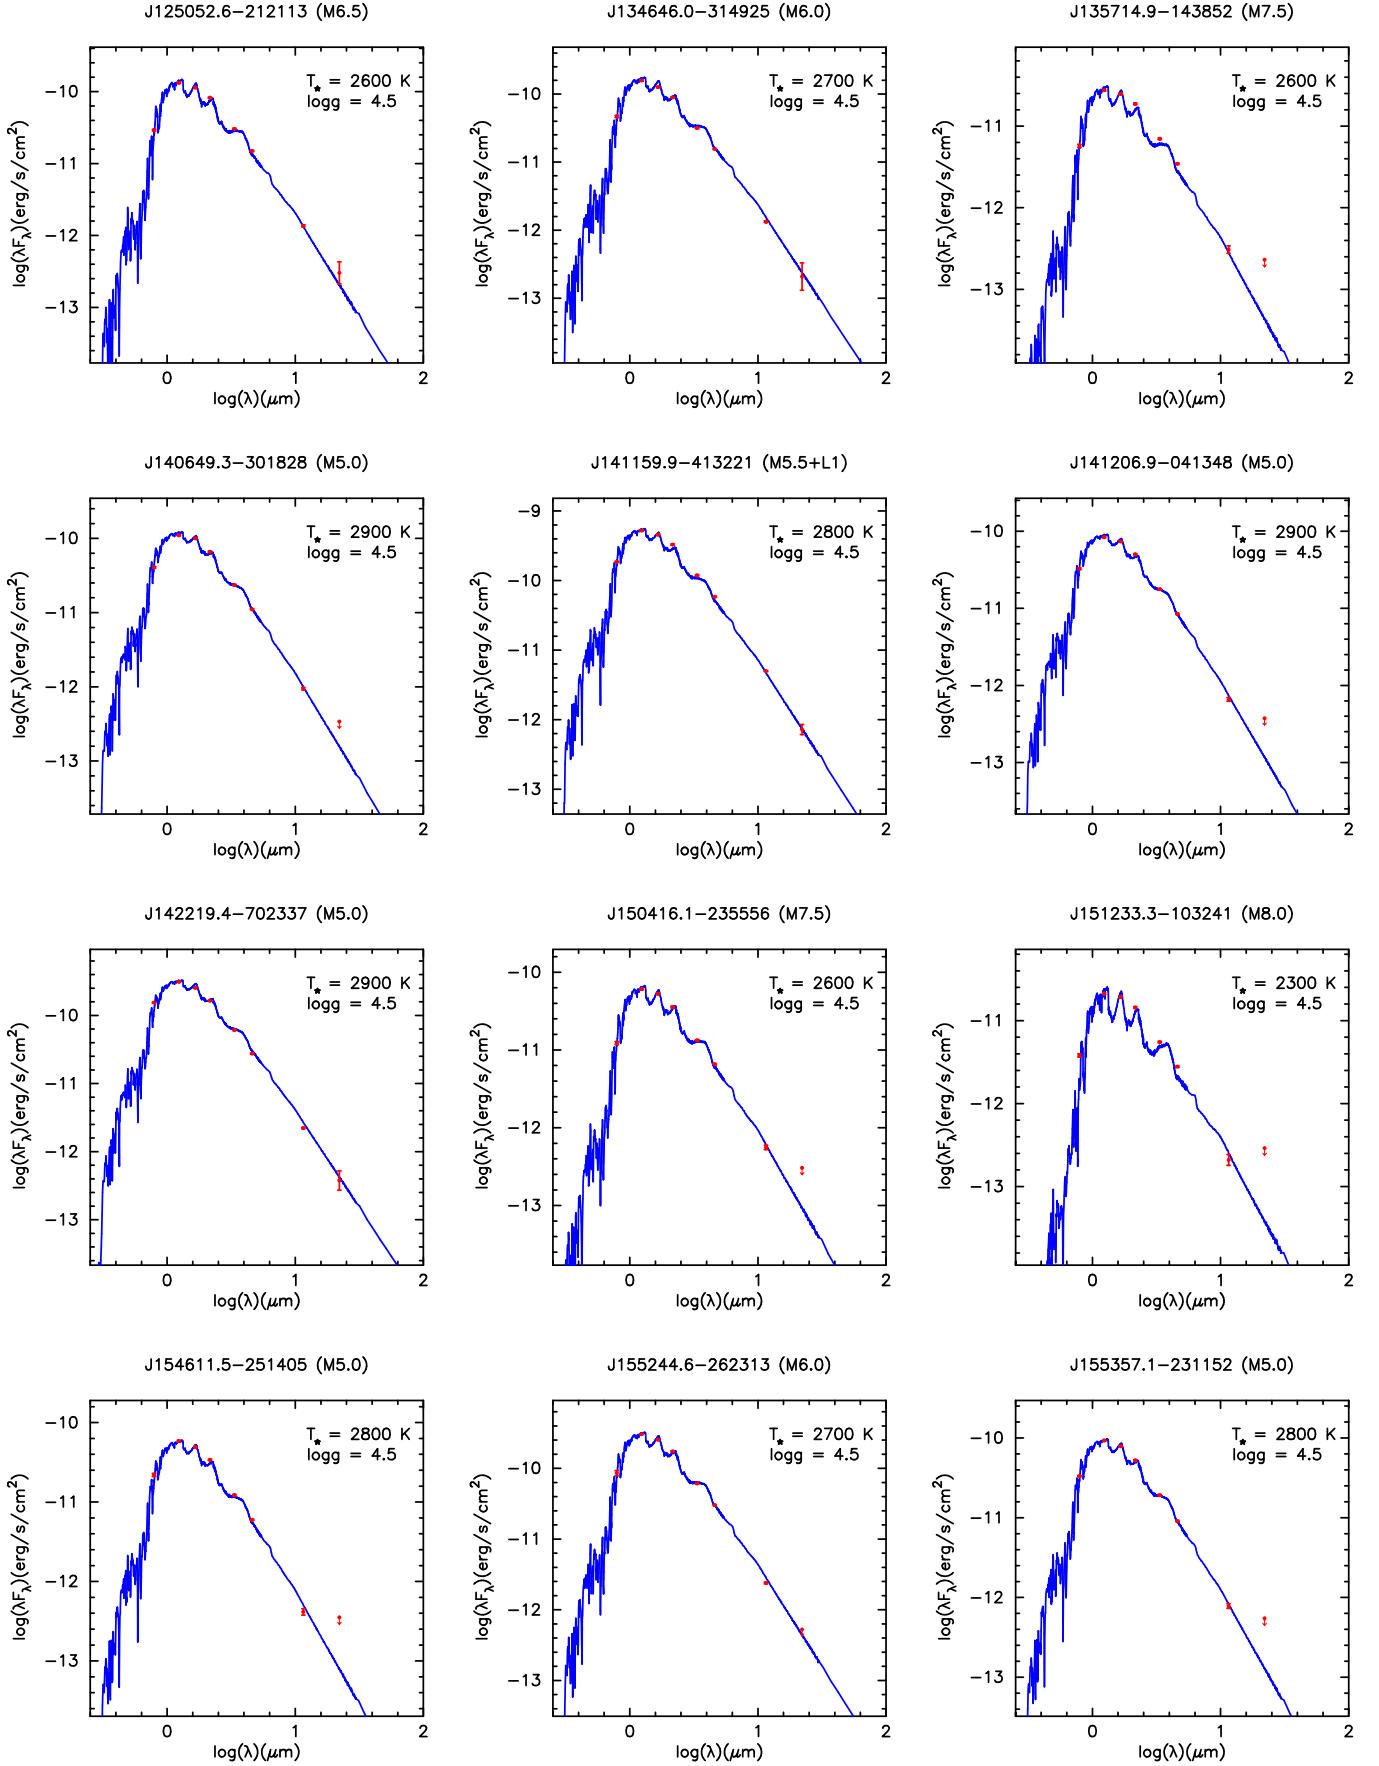 J125052.6−212113 (M6.5)
T★ = 2600 K
logg = 4.5
−10
−11
−12
−13
log(λFλ)(erg/s/cm²)
0 1 2
log(λ)(μm)
J134646.0−314925 (M6.0)
T★ = 2700 K
logg = 4.5
−10
−11
−12
−13
log(λFλ)(erg/s/cm²)
0 1 2
log(λ)(μm)
J135714.9−143852 (M7.5)
T★ = 2600 K
logg = 4.5
−11
−12
−13
log(λFλ)(erg/s/cm²)
0 1 2
log(λ)(μm)
J140649.3−301828 (M5.0)
T★ = 2900 K
logg = 4.5
−10
−11
−12
−13
log(λFλ)(erg/s/cm²)
0 1 2
log(λ)(μm)
J141159.9−413221 (M5.5+L1)
T★ = 2800 K
logg = 4.5
−9
−10
−11
−12
−13
log(λFλ)(erg/s/cm²)
0 1 2
log(λ)(μm)
J141206.9−041348 (M5.0)
T★ = 2900 K
logg = 4.5
−10
−11
−12
−13
log(λFλ)(erg/s/cm²)
0 1 2
log(λ)(μm)
J142219.4−702337 (M5.0)
T★ = 2900 K
logg = 4.5
−10
−11
−12
−13
log(λFλ)(erg/s/cm²)
0 1 2
log(λ)(μm)
J150416.1−235556 (M7.5)
T★ = 2600 K
logg = 4.5
−10
−11
−12
−13
log(λFλ)(erg/s/cm²)
0 1 2
log(λ)(μm)
J151233.3−103241 (M8.0)
T★ = 2300 K
logg = 4.5
−11
−12
−13
log(λFλ)(erg/s/cm²)
0 1 2
log(λ)(μm)
J154611.5−251405 (M5.0)
T★ = 2800 K
logg = 4.5
−10
−11
−12
−13
log(λFλ)(erg/s/cm²)
0 1 2
log(λ)(μm)
J155244.6−262313 (M6.0)
T★ = 2700 K
logg = 4.5
−10
−11
−12
−13
log(λFλ)(erg/s/cm²)
0 1 2
log(λ)(μm)
J155357.1−231152 (M5.0)
T★ = 2800 K
logg = 4.5
−10
−11
−12
−13
log(λFλ)(erg/s/cm²)
0 1 2
log(λ)(μm)